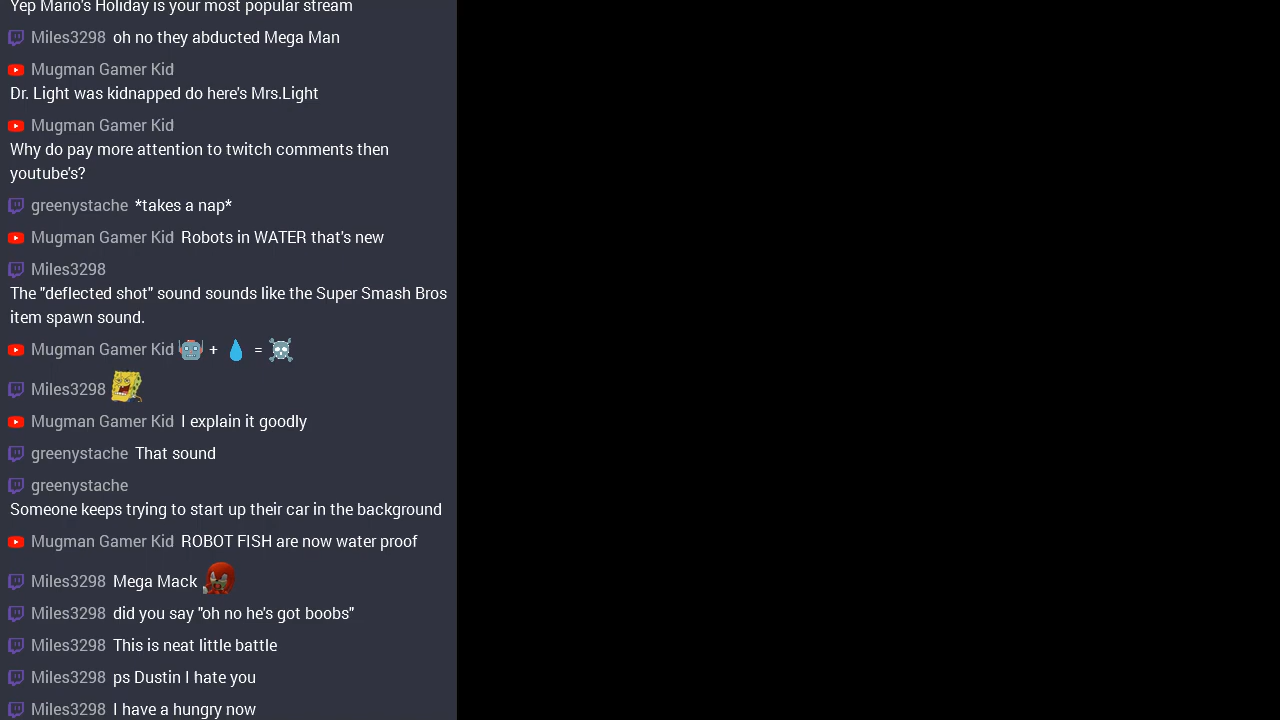 Yep Mario's Holiday is your most popular stream
Miles3298 oh no they abducted Mega Man
Mugman Gamer Kid
Dr. Light was kidnapped do here's Mrs.Light
Mugman Gamer Kid
Why do pay more attention to twitch comments then
youtube's?
greenystache *takes a nap*
Mugman Gamer Kid Robots in WATER that's new
Miles3298
The "deflected shot" sound sounds like the Super Smash Bros
item spawn sound.
Mugman Gamer Kid 🤖 + 💧 = ☠️
Miles3298
Mugman Gamer Kid I explain it goodly
greenystache That sound
greenystache
Someone keeps trying to start up their car in the background
Mugman Gamer Kid ROBOT FISH are now water proof
Miles3298 Mega Mack
Miles3298 did you say "oh no he's got boobs"
Miles3298 This is neat little battle
Miles3298 ps Dustin I hate you
Miles3298 I have a hungry now